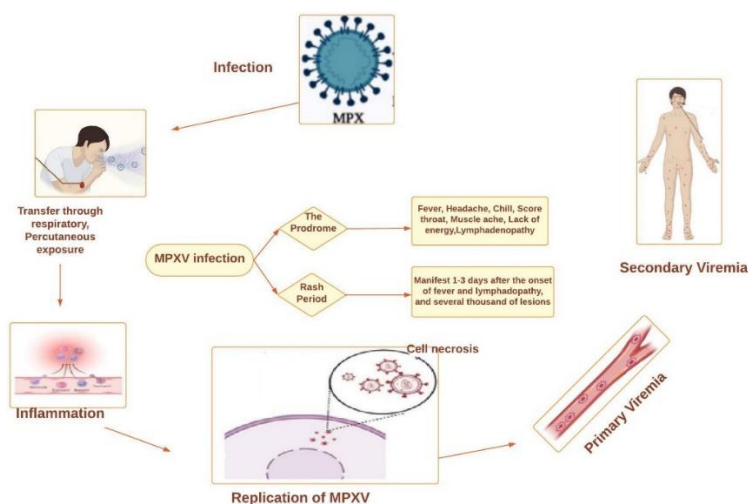 Infection
MPX
Transfer through
respiratory,
Percutaneous
exposure
The
Prodrome
Fever, Headache, Chill, Score
throat, Muscle ache, Lack of
energy,Lymphadenopathy
MPXV infection
Rash
Period
Manifest 1-3 days after the onset
of fever and lymphadopathy,
and several thousand of lesions
Secondary Viremia
Inflammation
Cell necrosis
Replication of MPXV
Primary Viremia